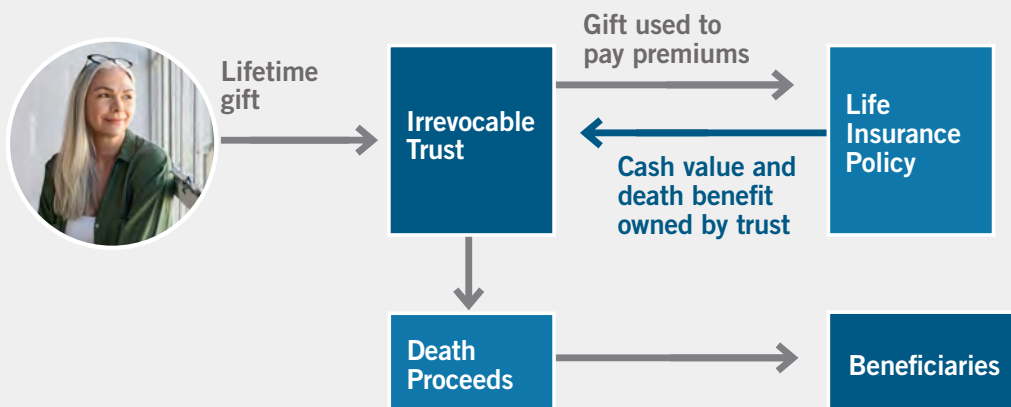 Lifetime
gift
Irrevocable
Trust
Gift used to
pay premiums
Cash value and
death benefit
owned by trust
Life
Insurance
Policy
Death
Proceeds
Beneficiaries